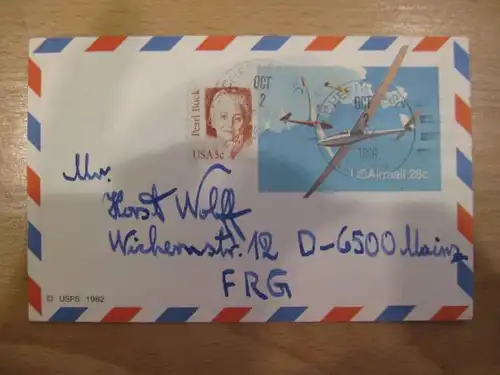 Pearl Buck
USA 5c
OCT
2
OCT
2
USAirmail 28c
Mr.
Horst Wolff
Wichernstr. 12 D-6500 Mainz
FRG
© USPS 1982